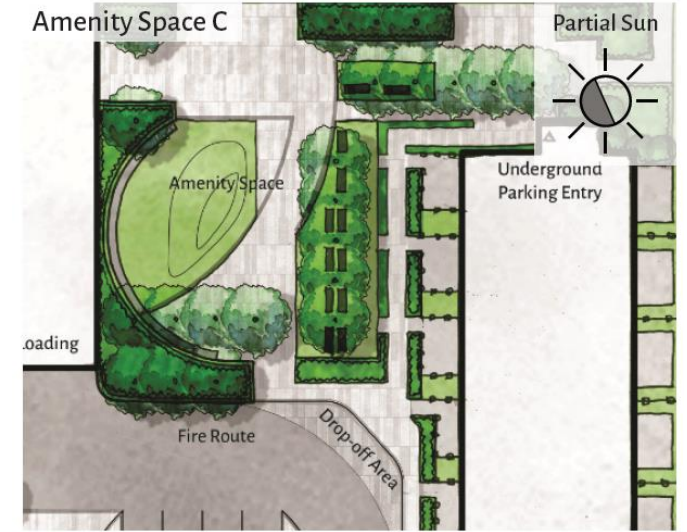 Amenity Space C
Partial Sun
Amenity Space
Underground
Parking Entry
Loading
Fire Route
Drop-off Area